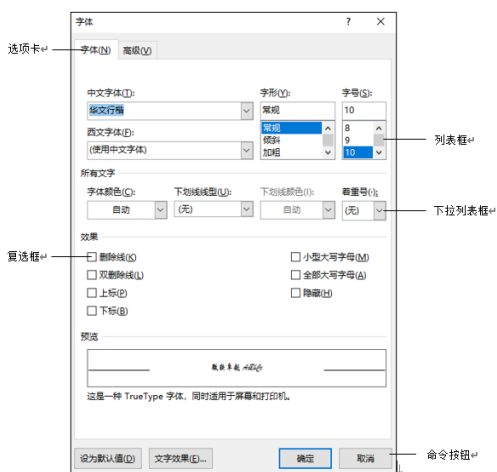 字体 ? ×
选项卡↵
字体(N) 高级(V)
中文字体(T): 字形(Y): 字号(S):
华文行楷 常规 10
西文字体(F): 常规 8
倾斜 9
(使用中文字体) 加粗 10
列表框↵
所有文字
字体颜色(C): 下划线线型(U): 下划线颜色(I): 着重号(·):
自动 (无) 自动 (无)
下拉列表框↵
效果
复选框↵
删除线(K) 小型大写字母(M)
双删除线(L) 全部大写字母(A)
上标(P) 隐藏(H)
下标(B)
预览
这是一种 TrueType 字体，同时适用于屏幕和打印机。
设为默认值(D) 文字效果(E)... 确定 取消
命令按钮↵